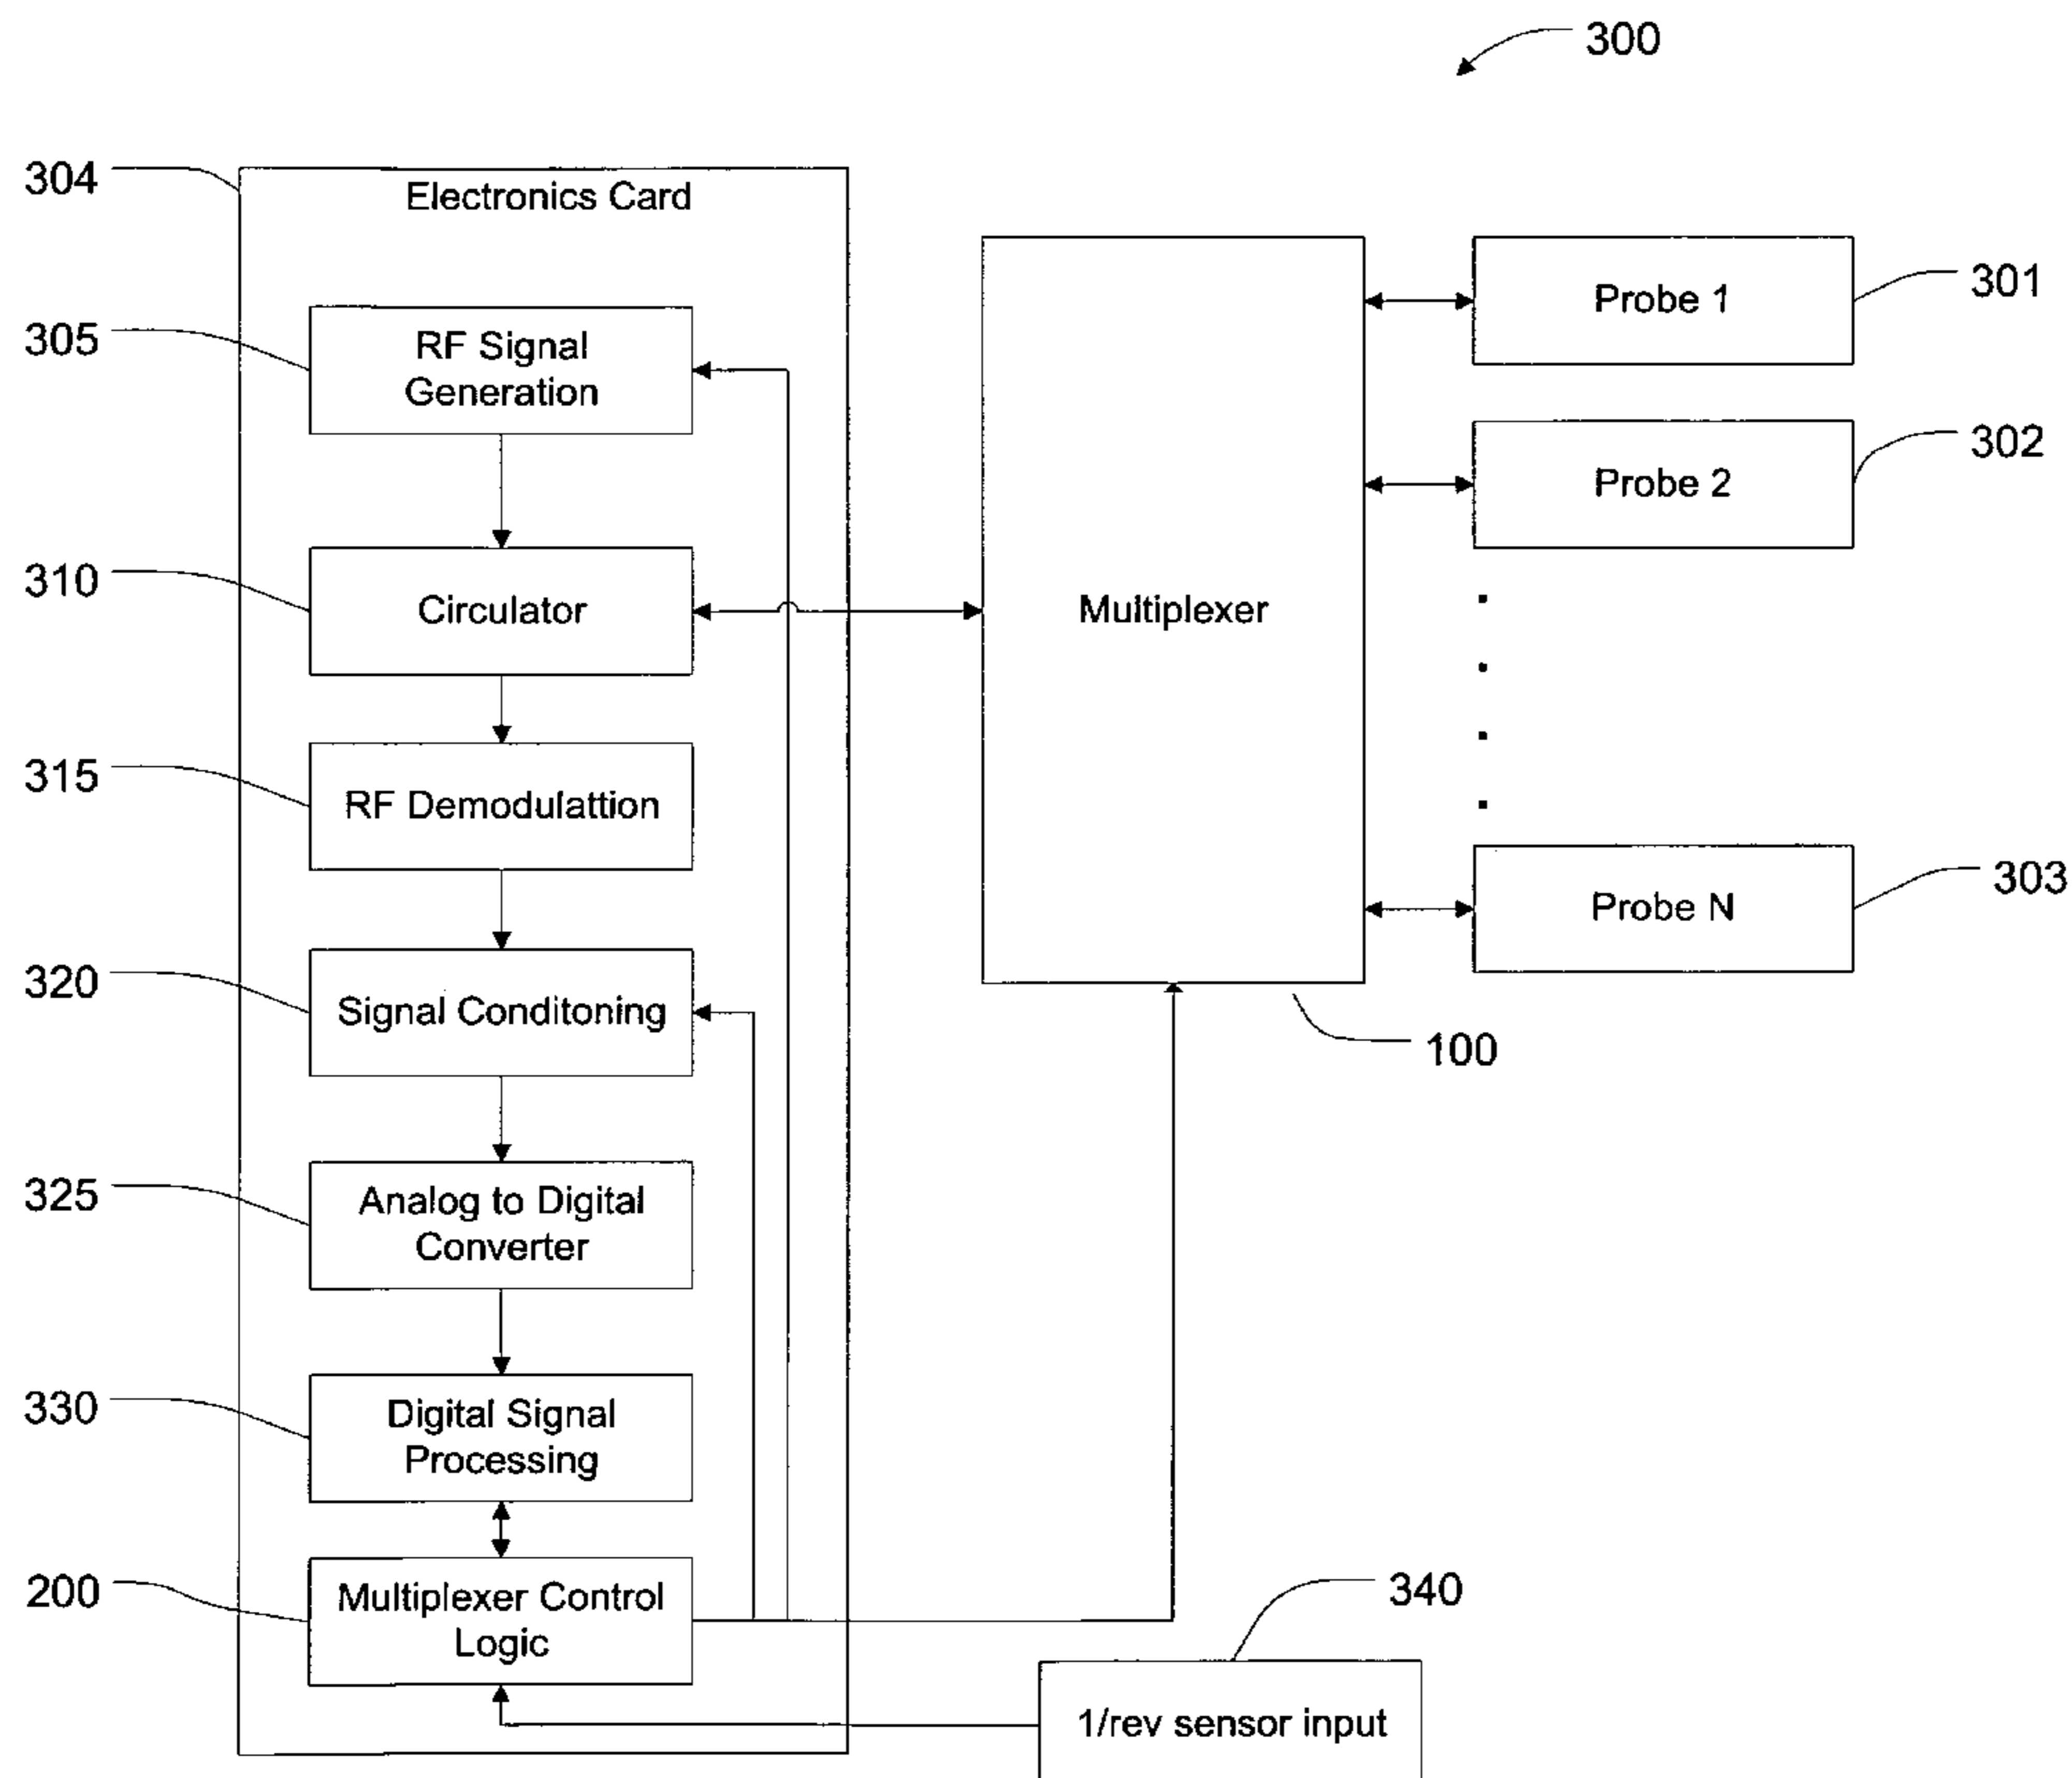 300
304
Electronics Card
305
RF Signal
Generation
Probe 1
301
Probe 2
302
310
Circulator
Multiplexer
315
RF Demodulattion
Probe N
303
320
Signal Conditoning
100
325
Analog to Digital
Converter
330
Digital Signal
Processing
200
Multiplexer Control
Logic
340
1/rev sensor input